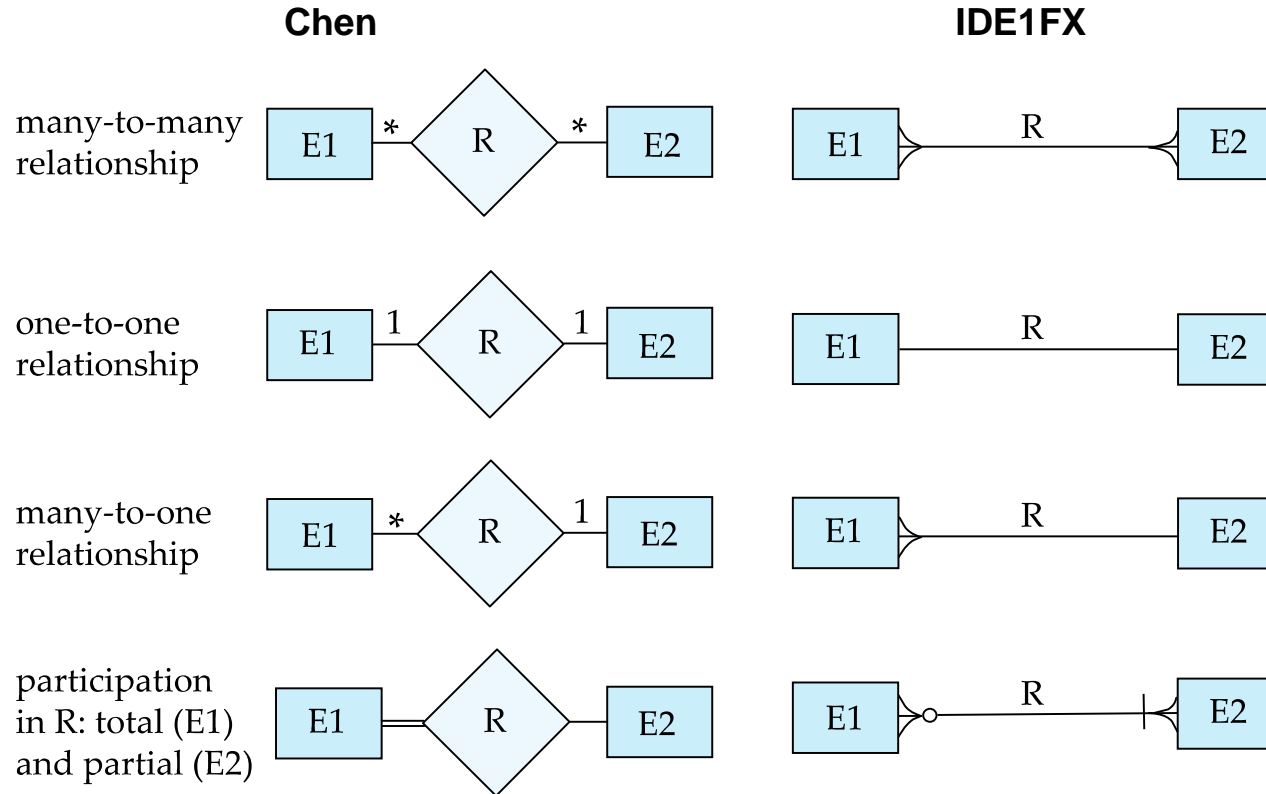 Chen
IDE1FX
many-to-many
relationship
E1
*
R
*
E2
E1
R
E2
one-to-one
relationship
E1
1
R
1
E2
E1
R
E2
many-to-one
relationship
E1
*
R
1
E2
E1
R
E2
participation
in R: total (E1)
and partial (E2)
E1
R
E2
E1
R
E2